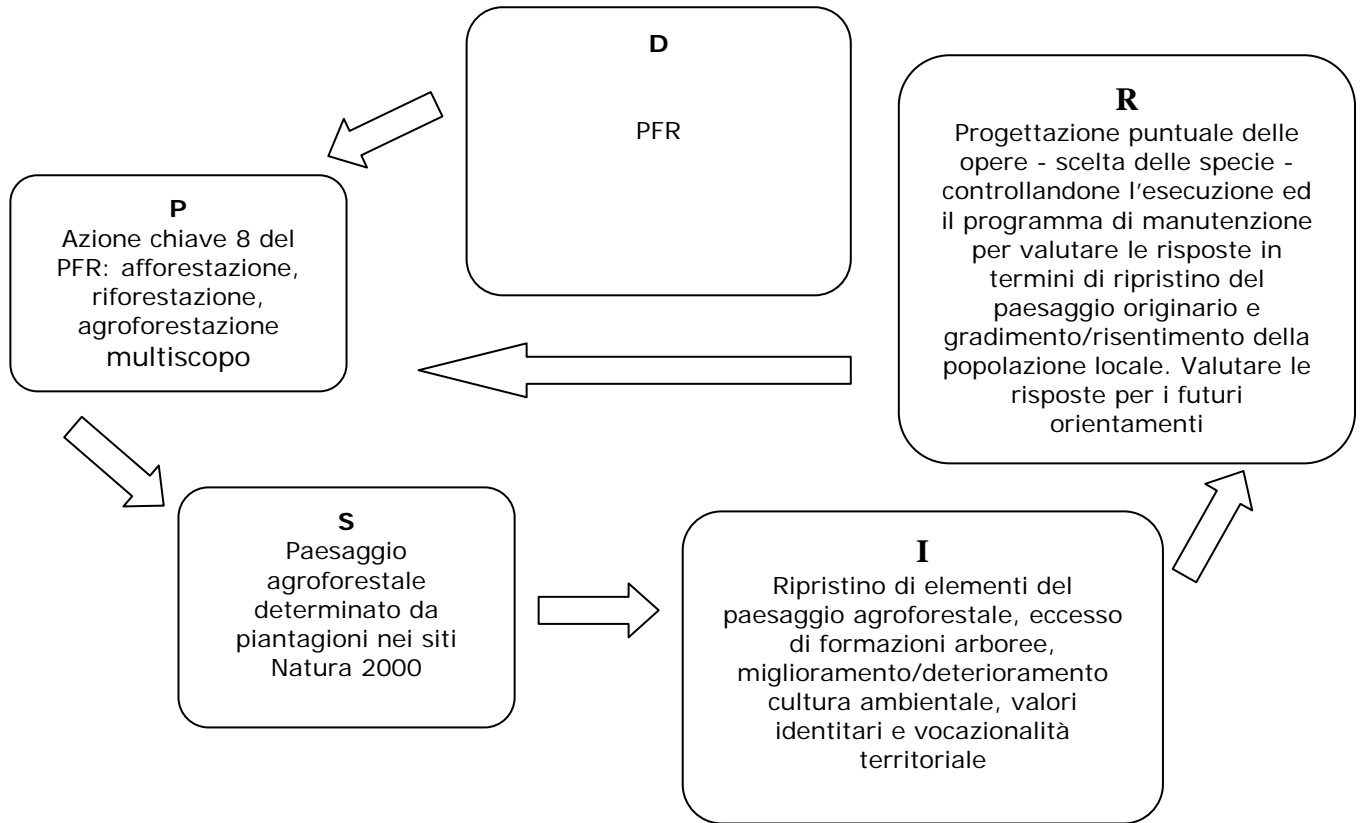 D
PFR
P
Azione chiave 8 del
PFR: afforestazione,
riforestazione,
agroforestazione
multiscopo
S
Paesaggio
agroforestale
determinato da
piantagioni nei siti
Natura 2000
I
Ripristino di elementi del
paesaggio agroforestale, eccesso
di formazioni arboree,
miglioramento/deterioramento
cultura ambientale, valori
identitari e vocazionalità
territoriale
R
Progettazione puntuale delle
opere - scelta delle specie -
controllandone l'esecuzione ed
il programma di manutenzione
per valutare le risposte in
termini di ripristino del
paesaggio originario e
gradimento/risentimento della
popolazione locale. Valutare le
risposte per i futuri
orientamenti